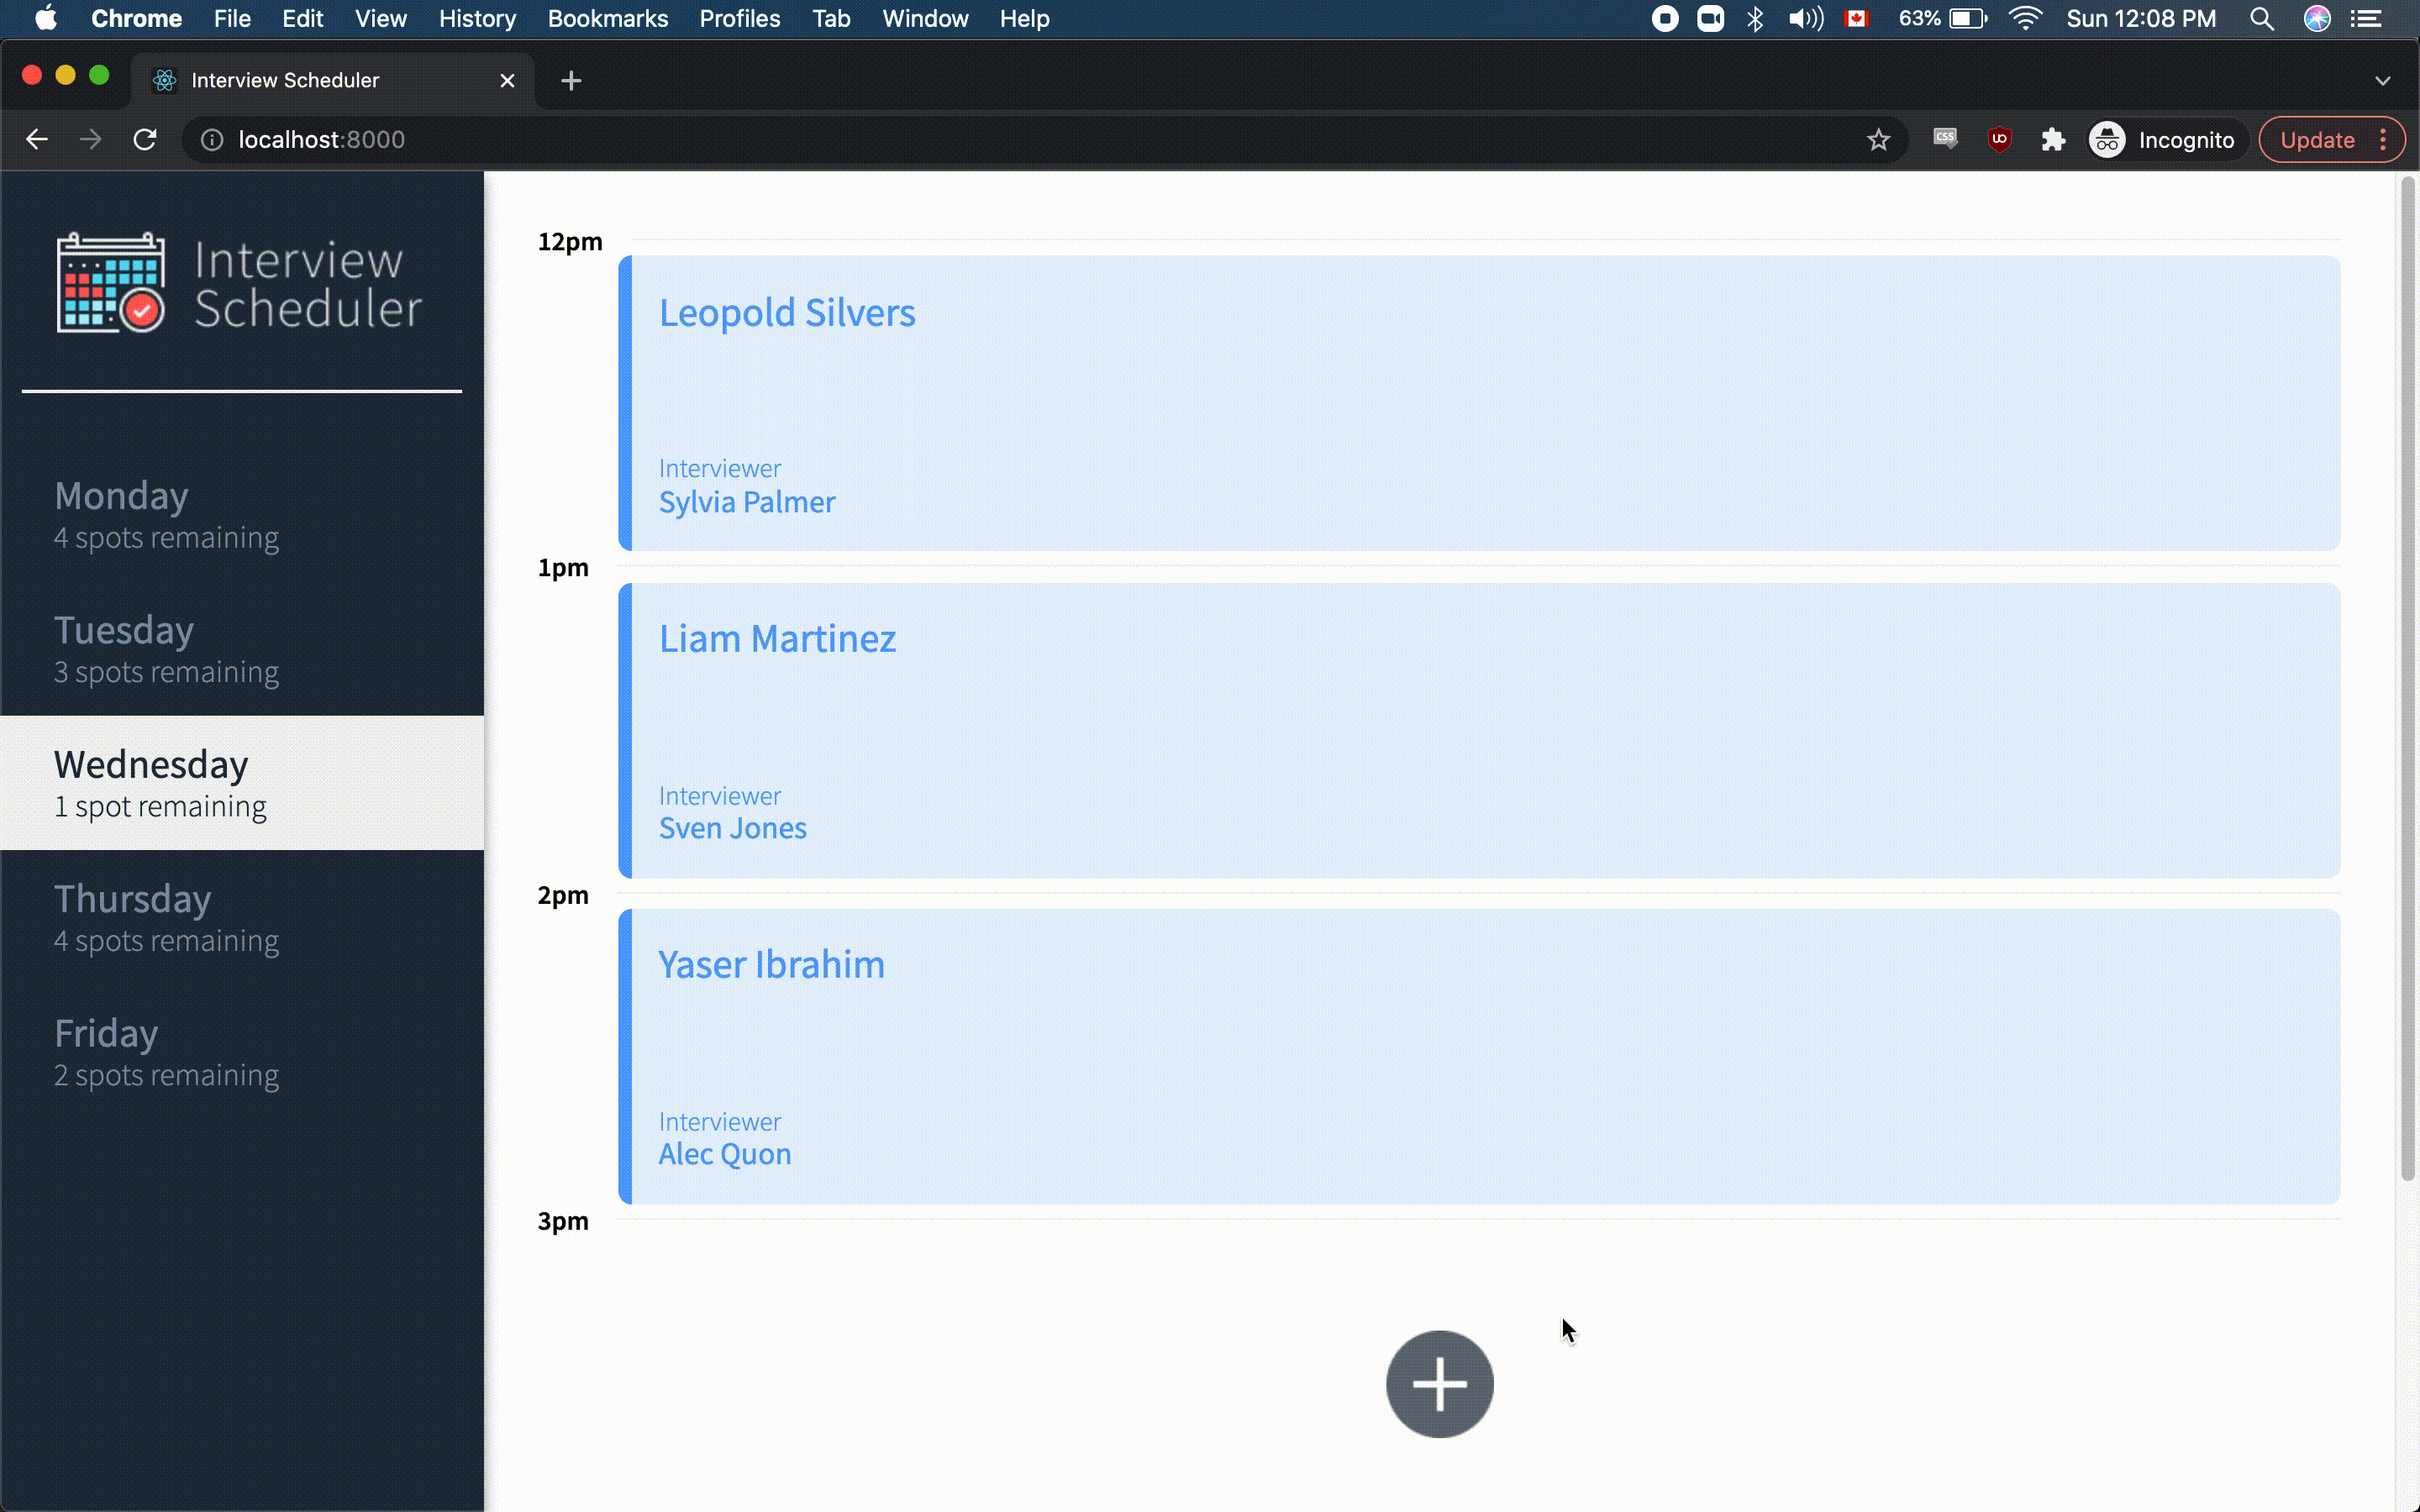 Chrome File Edit View History Bookmarks Profiles Tab Window Help 63% Sun 12:08 PM
Interview Scheduler
localhost:8000 CSS Incognito Update
Interview
Scheduler
Monday
4 spots remaining
Tuesday
3 spots remaining
Wednesday
1 spot remaining
Thursday
4 spots remaining
Friday
2 spots remaining
12pm
Leopold Silvers
Interviewer
Sylvia Palmer
1pm
Liam Martinez
Interviewer
Sven Jones
2pm
Yaser Ibrahim
Interviewer
Alec Quon
3pm